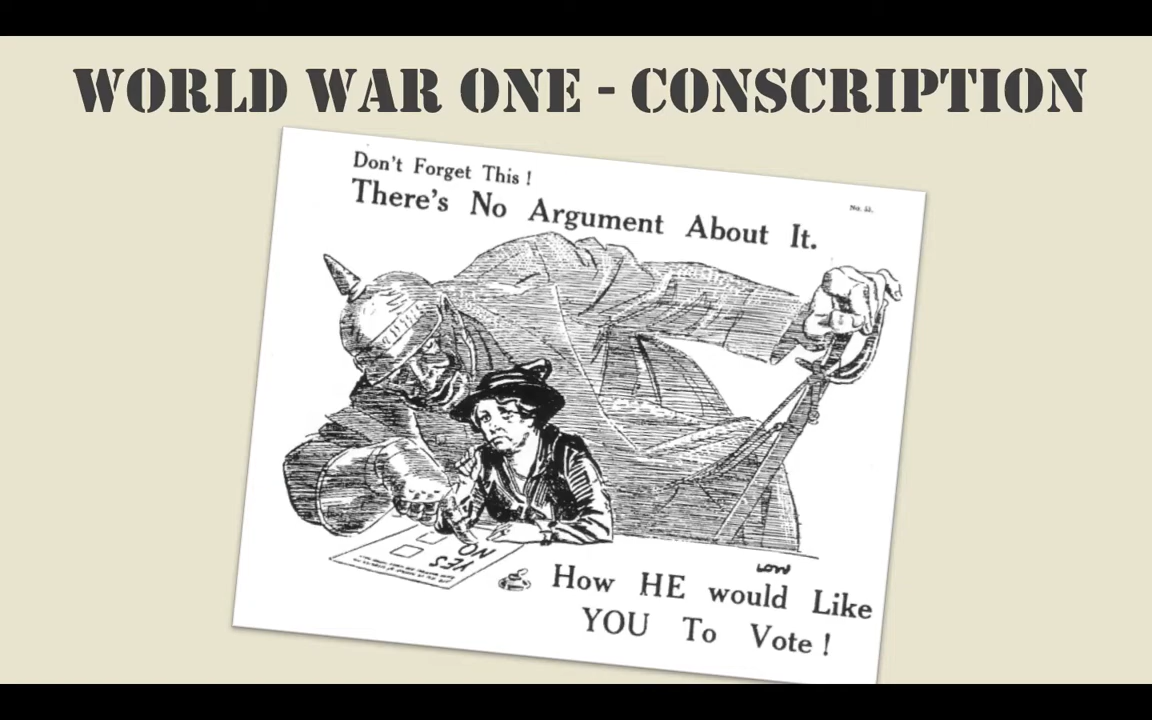 WORLD WAR ONE - CONSCRIPTION
Don't Forget This !
There's No Argument About It.
LOW
NO
YES
How HE would Like
YOU To Vote !